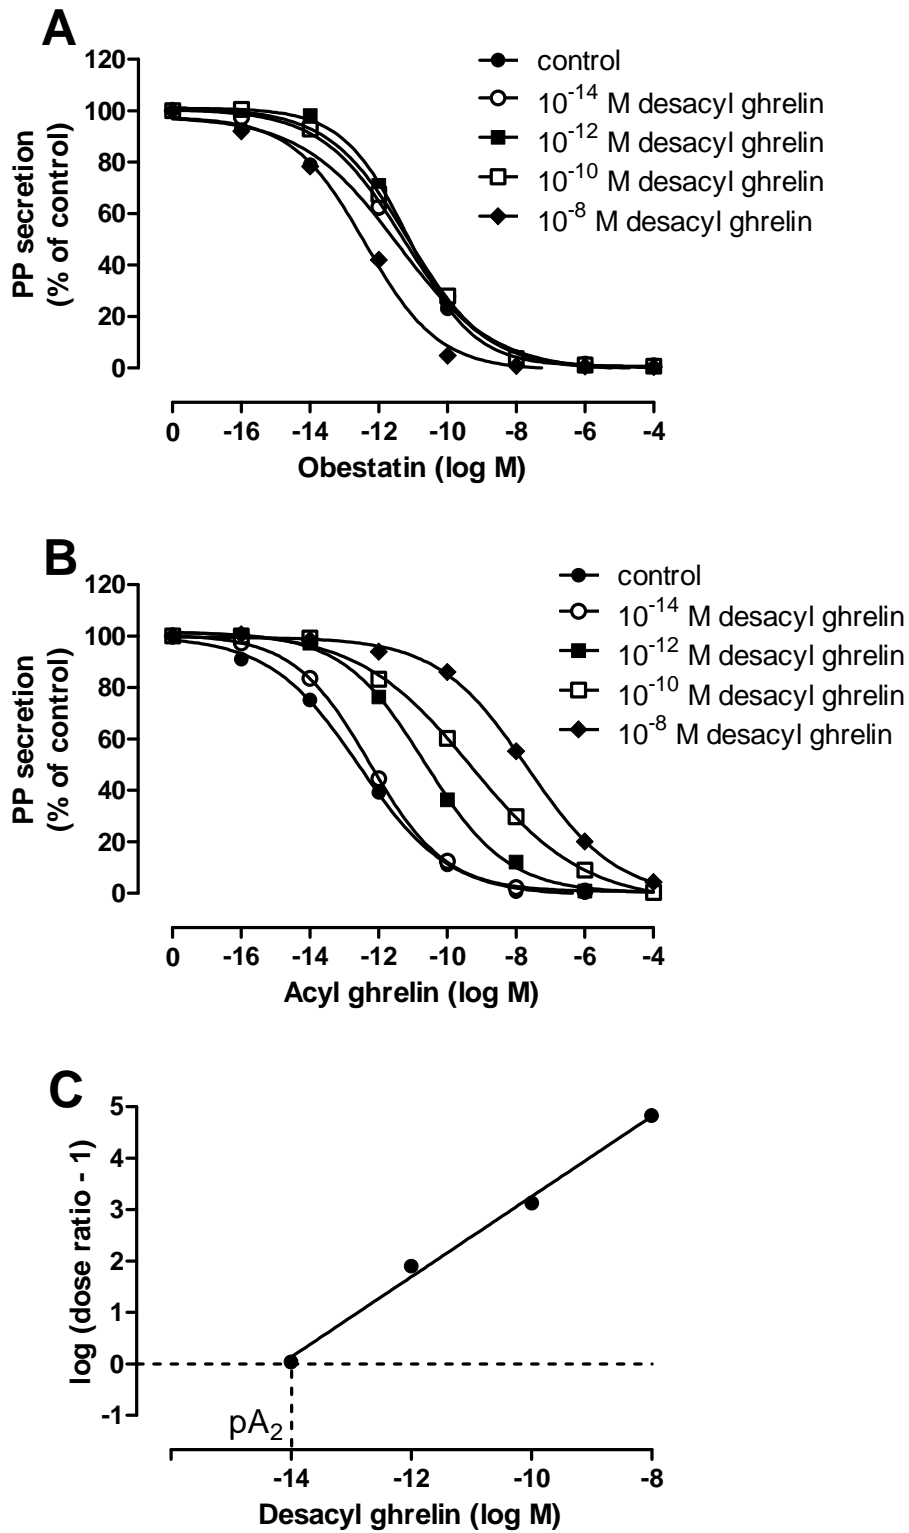 A
120
100
80
60
40
20
0
PP secretion
(% of control)
control
10⁻¹⁴ M desacyl ghrelin
10⁻¹² M desacyl ghrelin
10⁻¹⁰ M desacyl ghrelin
10⁻⁸ M desacyl ghrelin
0 -16 -14 -12 -10 -8 -6 -4
Obestatin (log M)
B
120
100
80
60
40
20
0
PP secretion
(% of control)
control
10⁻¹⁴ M desacyl ghrelin
10⁻¹² M desacyl ghrelin
10⁻¹⁰ M desacyl ghrelin
10⁻⁸ M desacyl ghrelin
0 -16 -14 -12 -10 -8 -6 -4
Acyl ghrelin (log M)
C
5
4
3
2
1
0
-1
log (dose ratio - 1)
pA₂
-14 -12 -10 -8
Desacyl ghrelin (log M)